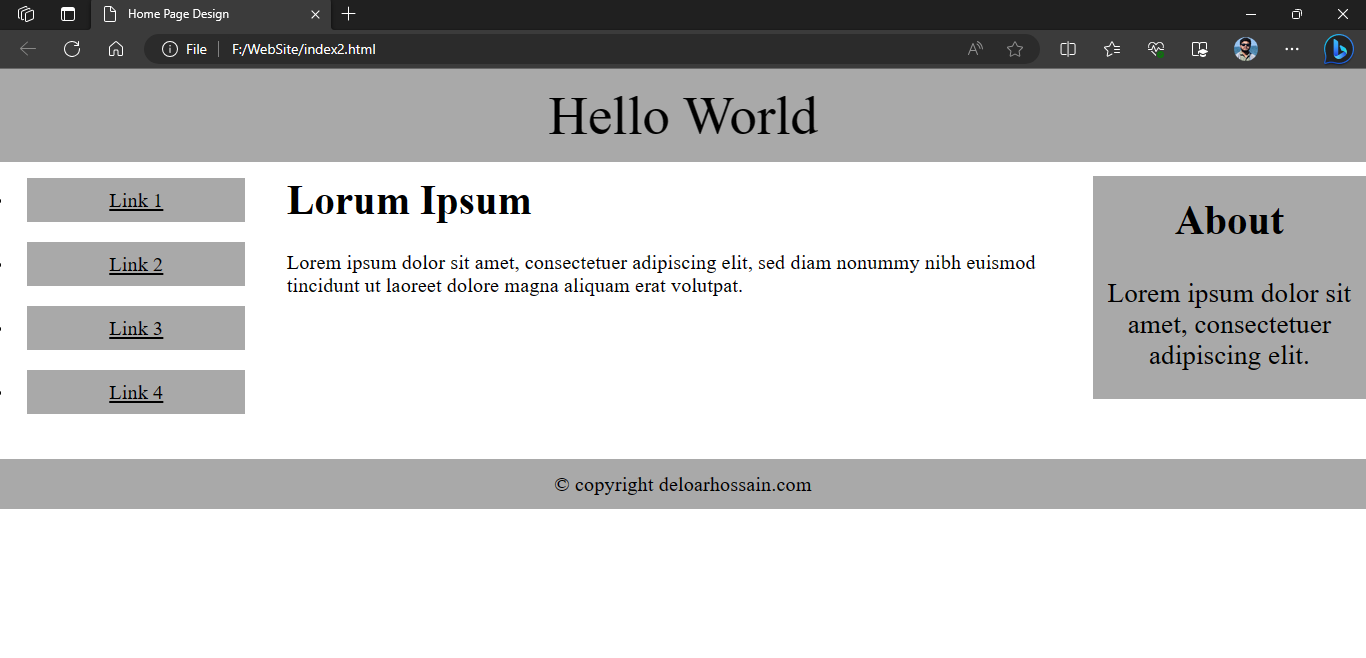 Home Page Design
File F:/WebSite/index2.html
Hello World
Link 1
Link 2
Link 3
Link 4
Lorum Ipsum
Lorem ipsum dolor sit amet, consectetuer adipiscing elit, sed diam nonummy nibh euismod
tincidunt ut laoreet dolore magna aliquam erat volutpat.
About
Lorem ipsum dolor sit
amet, consectetuer
adipiscing elit.
© copyright deloarhossain.com